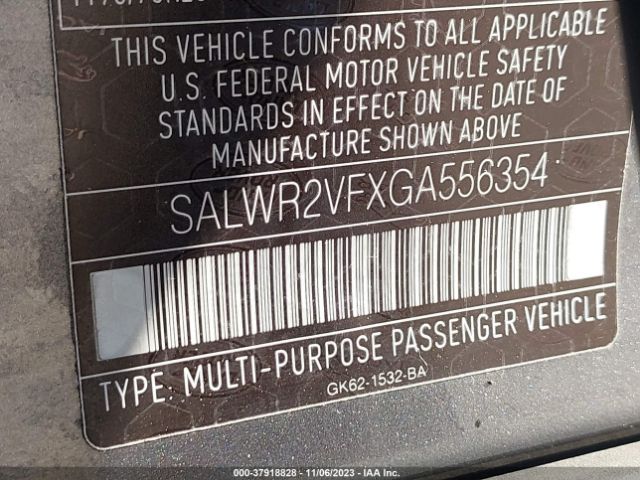 THIS VEHICLE CONFORMS TO ALL APPLICABLE
U.S. FEDERAL MOTOR VEHICLE SAFETY
STANDARDS IN EFFECT ON THE DATE OF
MANUFACTURE SHOWN ABOVE
SALWR2VFXGA556354
TYPE: MULTI-PURPOSE PASSENGER VEHICLE
GK62-1532-BA
000-37918828 - 11/06/2023 - IAA Inc.